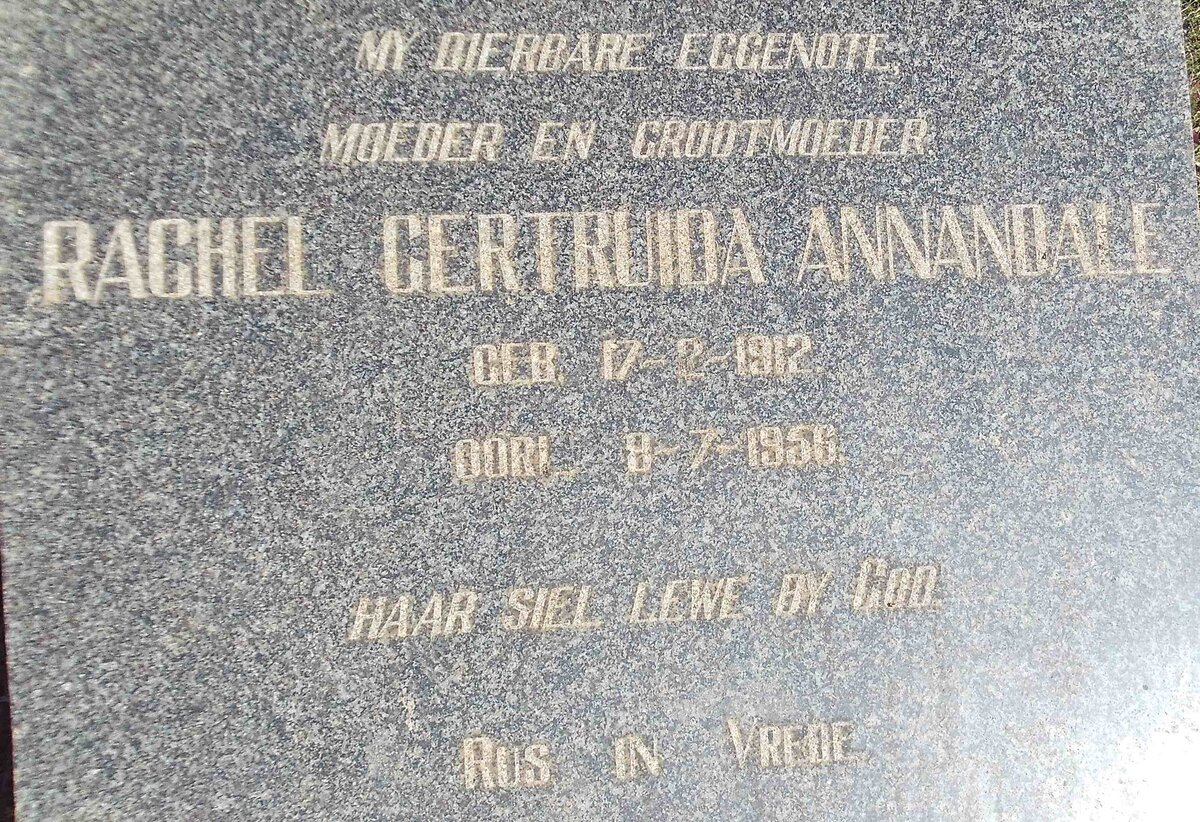 MY DIERBARE EGGENOTE,
MOEDER EN GROOTMOEDER
RACHEL GERTRUIDA ANNANDALE
GEB. 17-2-1912
OORL. 8-7-1956.
HAAR SIEL LEWE BY GOD.
RUS IN VREDE.